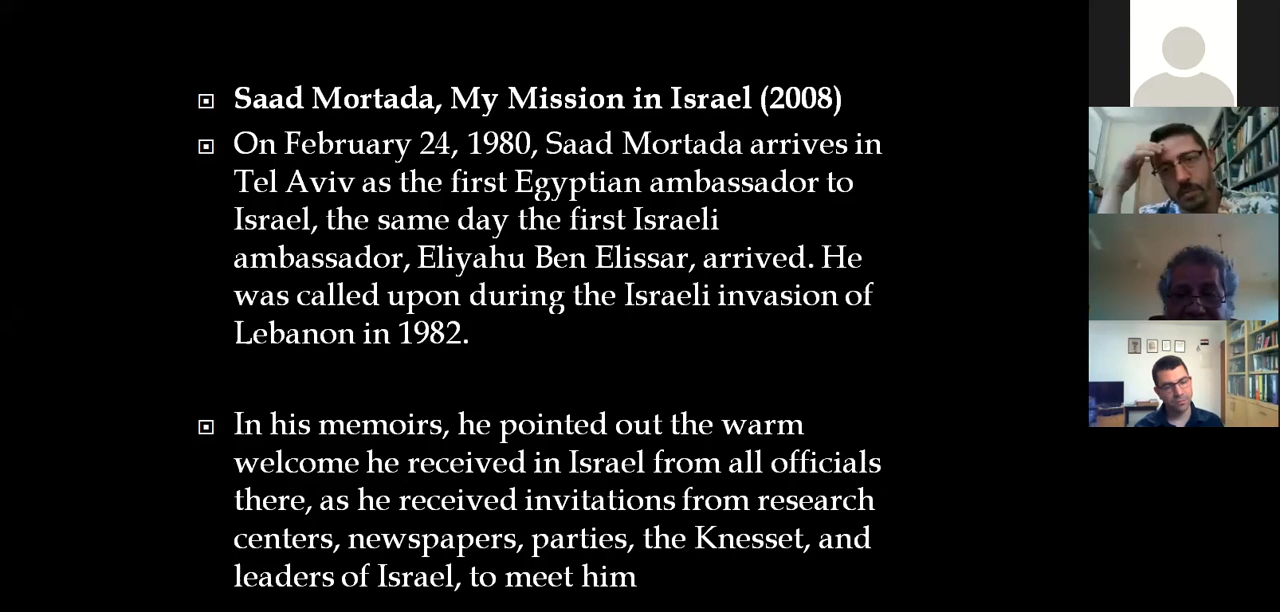 Saad Mortada, My Mission in Israel (2008)
On February 24, 1980, Saad Mortada arrives in
Tel Aviv as the first Egyptian ambassador to
Israel, the same day the first Israeli
ambassador, Eliyahu Ben Elissar, arrived. He
was called upon during the Israeli invasion of
Lebanon in 1982.
In his memoirs, he pointed out the warm
welcome he received in Israel from all officials
there, as he received invitations from research
centers, newspapers, parties, the Knesset, and
leaders of Israel, to meet him